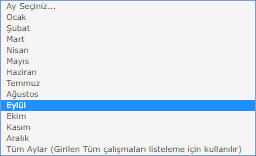 Ay Seçiniz...
Ocak
Şubat
Mart
Nisan
Mayıs
Haziran
Temmuz
Ağustos
Eylül
Ekim
Kasım
Aralık
Tüm Aylar (Girilen Tüm çalışmaları listeleme için kullanılır)